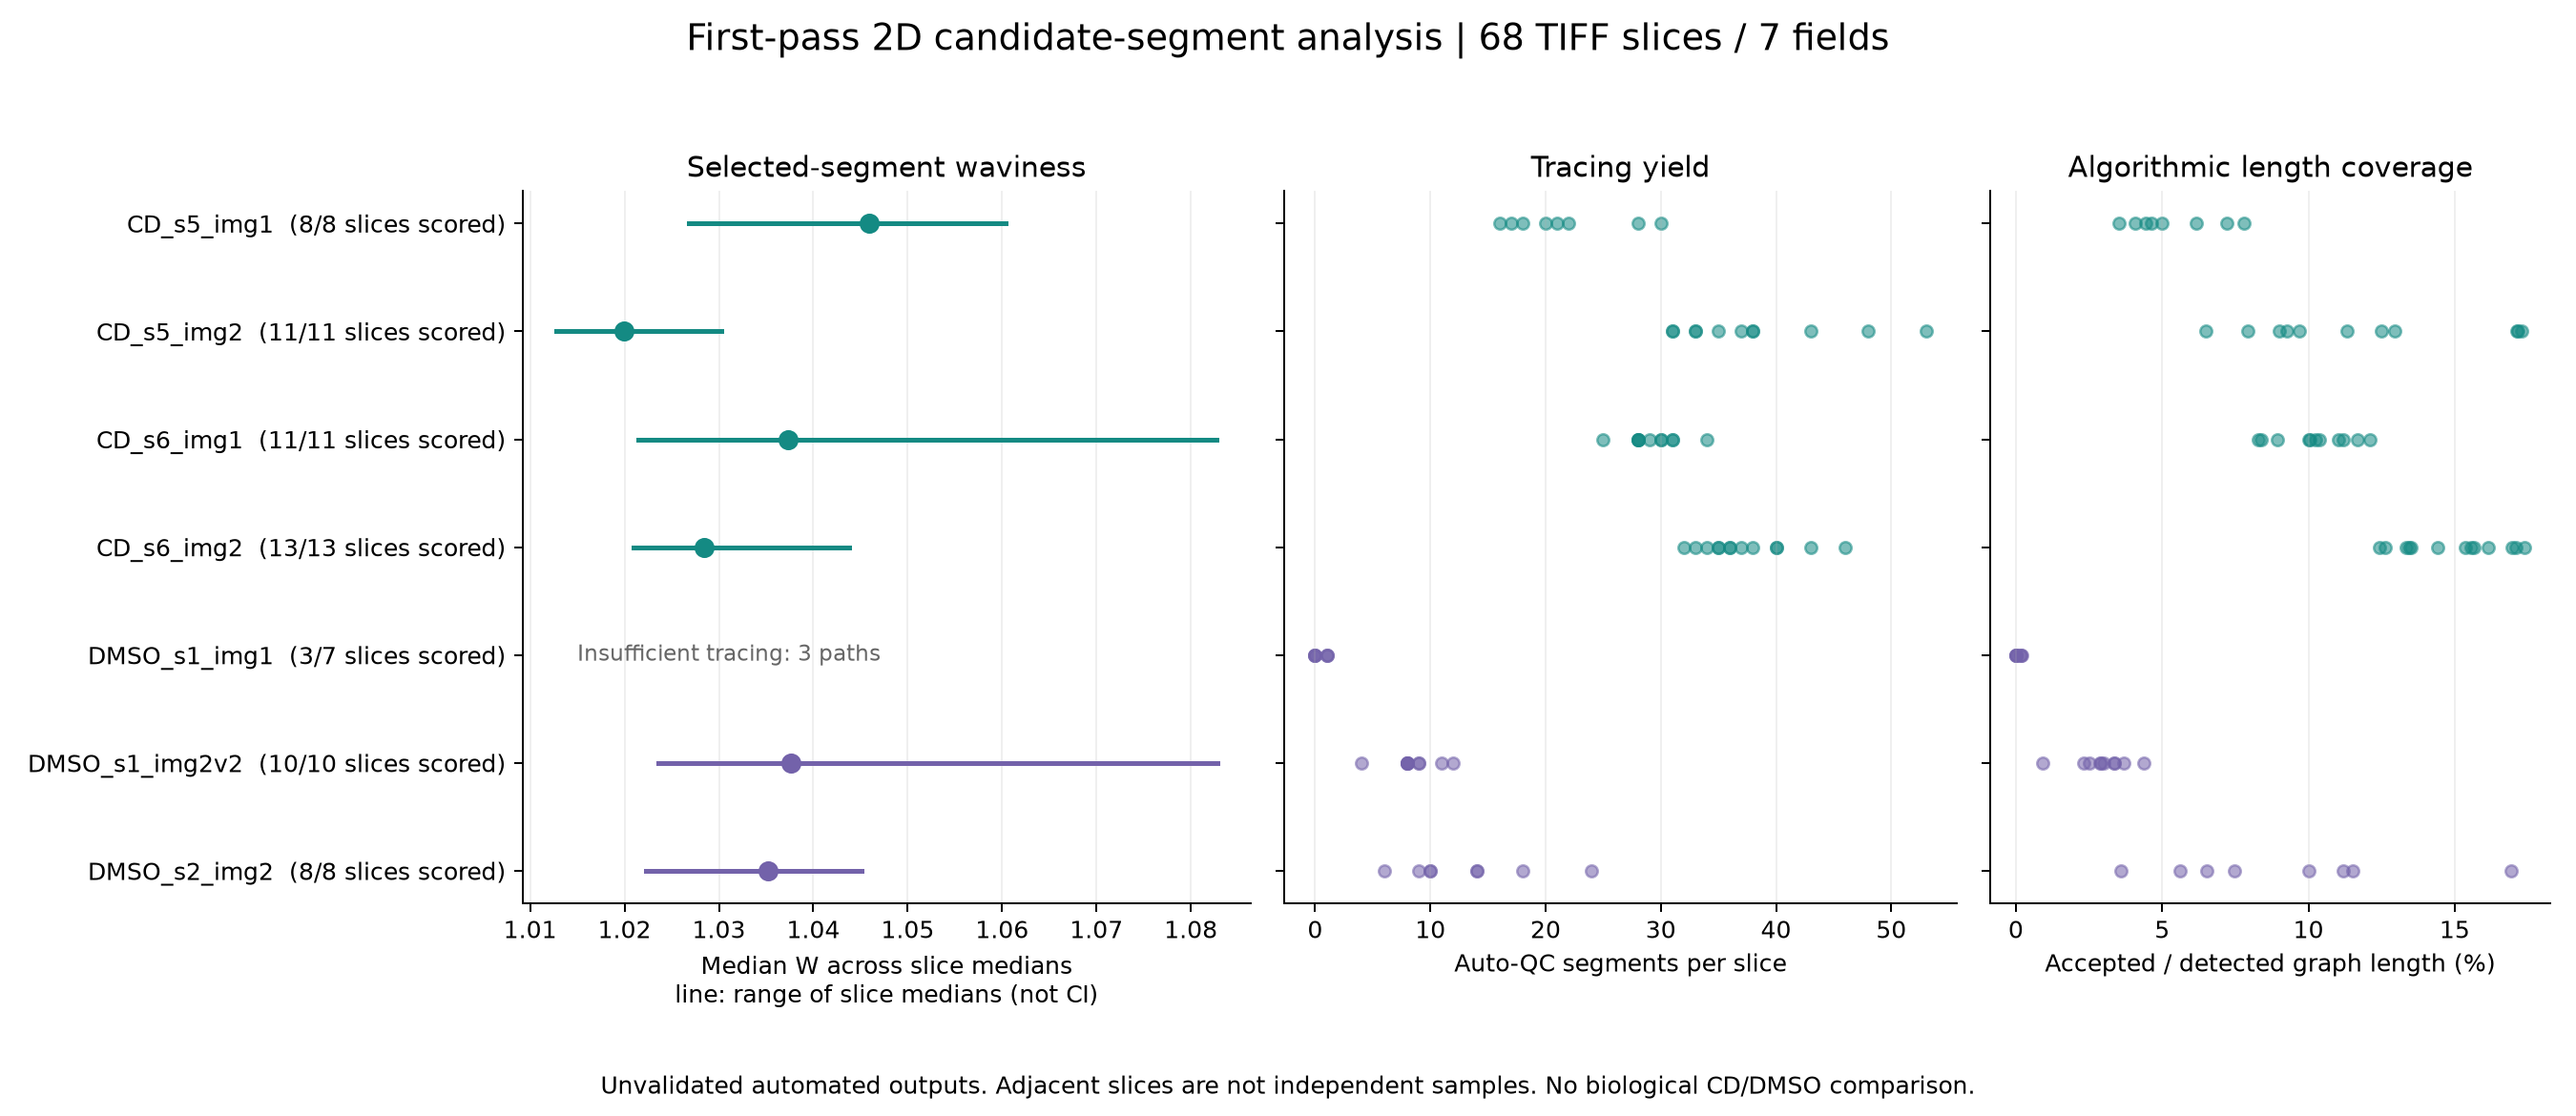 First-pass 2D candidate-segment analysis | 68 TIFF slices / 7 fields
Selected-segment waviness
Tracing yield
Algorithmic length coverage
CD_s5_img1 (8/8 slices scored)
CD_s5_img2 (11/11 slices scored)
CD_s6_img1 (11/11 slices scored)
CD_s6_img2 (13/13 slices scored)
DMSO_s1_img1 (3/7 slices scored)
Insufficient tracing: 3 paths
DMSO_s1_img2v2 (10/10 slices scored)
DMSO_s2_img2 (8/8 slices scored)
1.01 1.02 1.03 1.04 1.05 1.06 1.07 1.08
0 10 20 30 40 50
0 5 10 15
Median W across slice medians
line: range of slice medians (not CI)
Auto-QC segments per slice
Accepted / detected graph length (%)
Unvalidated automated outputs. Adjacent slices are not independent samples. No biological CD/DMSO comparison.